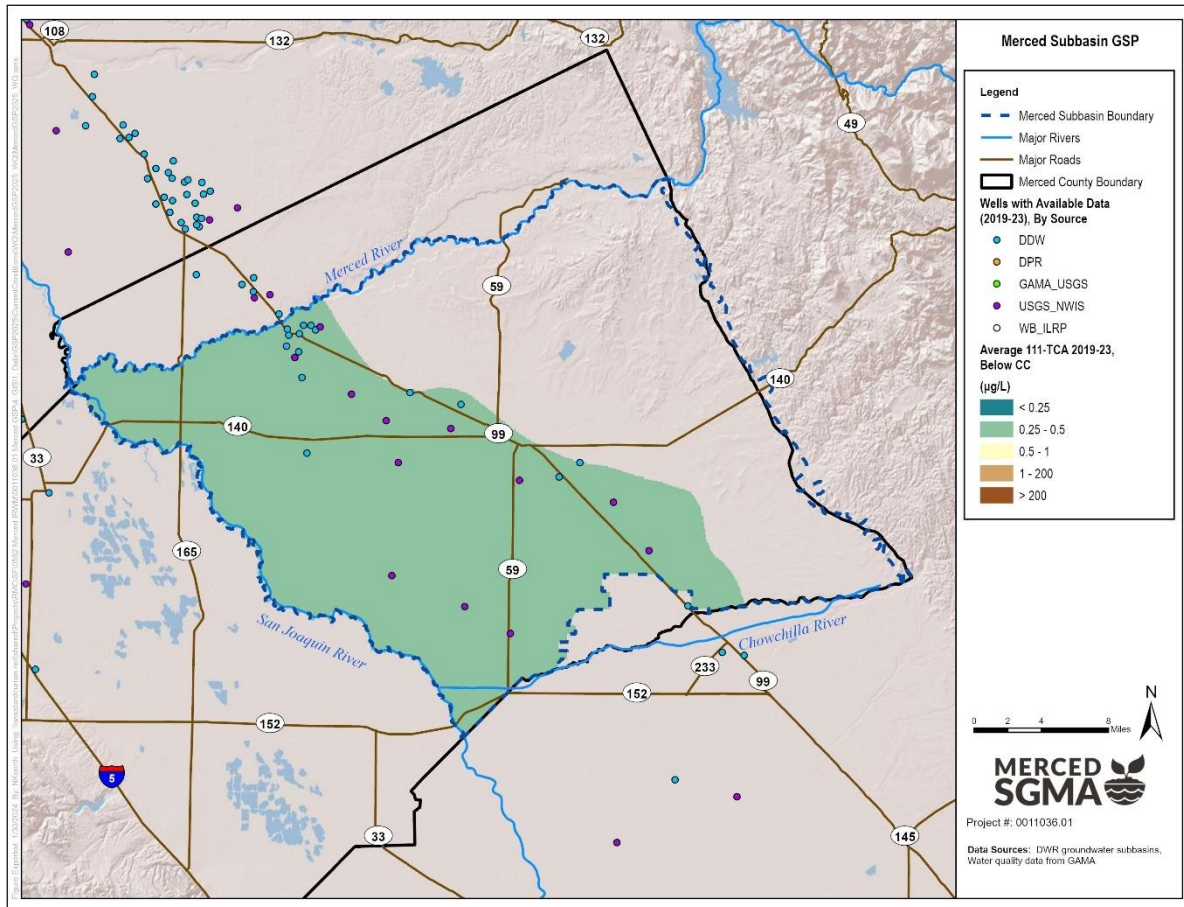 108
132
132
49
Merced River
59
140
33
140
99
165
59
San Joaquin River
Chowchilla River
233
99
152
152
5
33
145
Merced Subbasin GSP
Legend
Merced Subbasin Boundary
Major Rivers
Major Roads
Merced County Boundary
Wells with Available Data
(2019-23), By Source
DDW
DPR
GAMA_USGS
USGS_NWIS
WB_ILRP
Average 111-TCA 2019-23,
Below CC
(µg/L)
< 0.25
0.25 - 0.5
0.5 - 1
1 - 200
> 200
N
0 2 4 8
Miles
MERCED
SGMA
Project #: 0011036.01
Data Sources: DWR groundwater subbasins,
Water quality data from GAMA